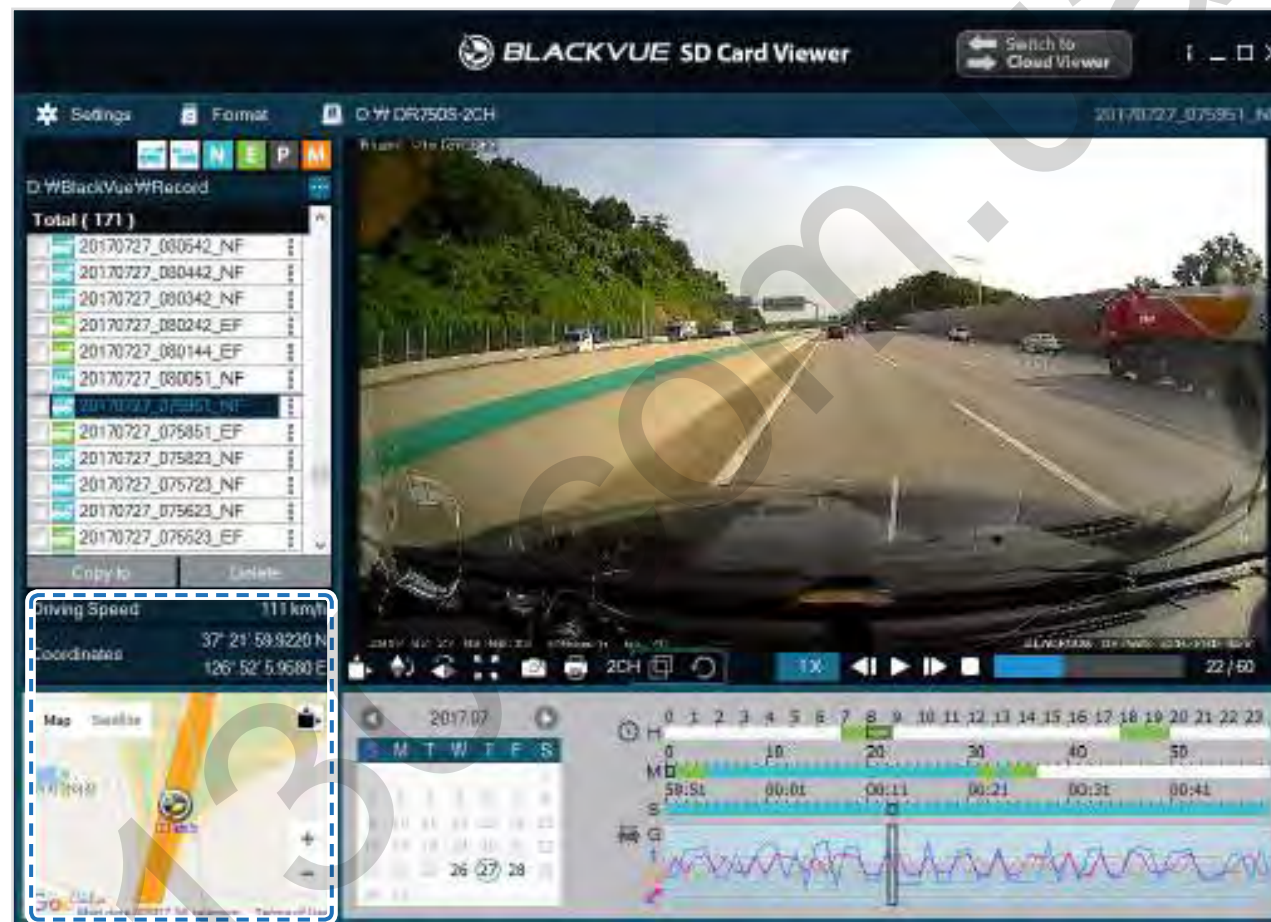 BLACKVUE SD Card Viewer
Switch to
Cloud Viewer
Settings
Format
D:₩ DR750S-2CH
20170727_075951_NF
N E P M
D:₩BlackVue₩Record
Total ( 171 )
20170727_080542_NF
20170727_080442_NF
20170727_080342_NF
20170727_080242_EF
20170727_080144_EF
20170727_080051_NF
20170727_075951_NF
20170727_075851_EF
20170727_075823_NF
20170727_075723_NF
20170727_075623_NF
20170727_075523_EF
Copy to
Delete
Driving Speed 111 km/h
Coordinates
37° 21' 59.9220 N
126° 52' 5.9580 E
2CH
1X
22 / 60
Map Satellite
2017.07
S M T W T F S
26 27 28
H 0 1 2 3 4 5 6 7 8 9 10 11 12 13 14 15 16 17 18 19 20 21 22 23
M 0 10 20 30 40 50
59:51 00:01 00:11 00:21 00:31 00:41
S
G